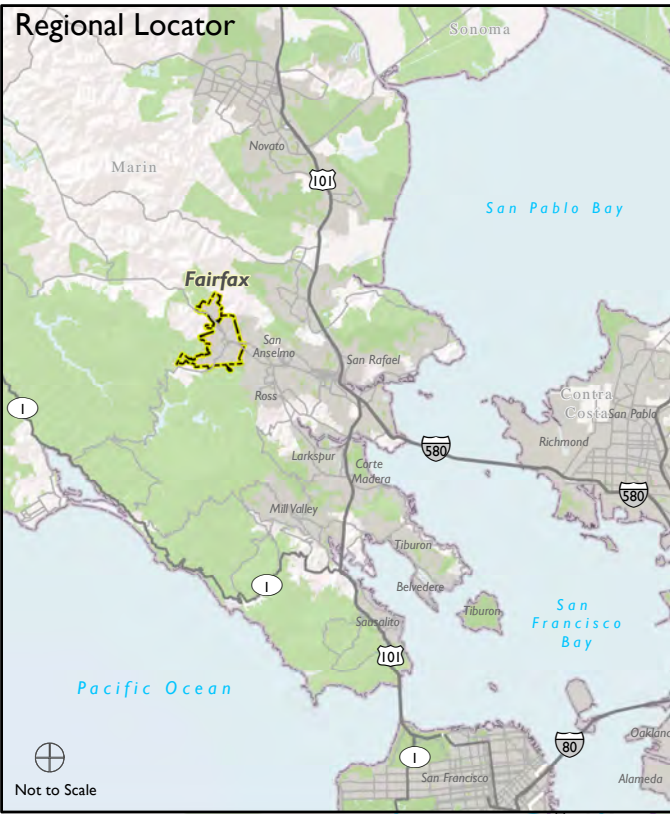 Regional Locator
Sonoma
Novato
Marin
101
San Pablo Bay
Fairfax
San
Anselmo
San Rafael
Ross
Contra
Costa
San Pablo
1
Richmond
580
Larkspur
Corte
Madera
580
Mill Valley
Tiburon
1
Belvedere
Tiburon
San
Francisco
Bay
Sausalito
101
Pacific Ocean
Oakland
80
1
San Francisco
Alameda
Not to Scale